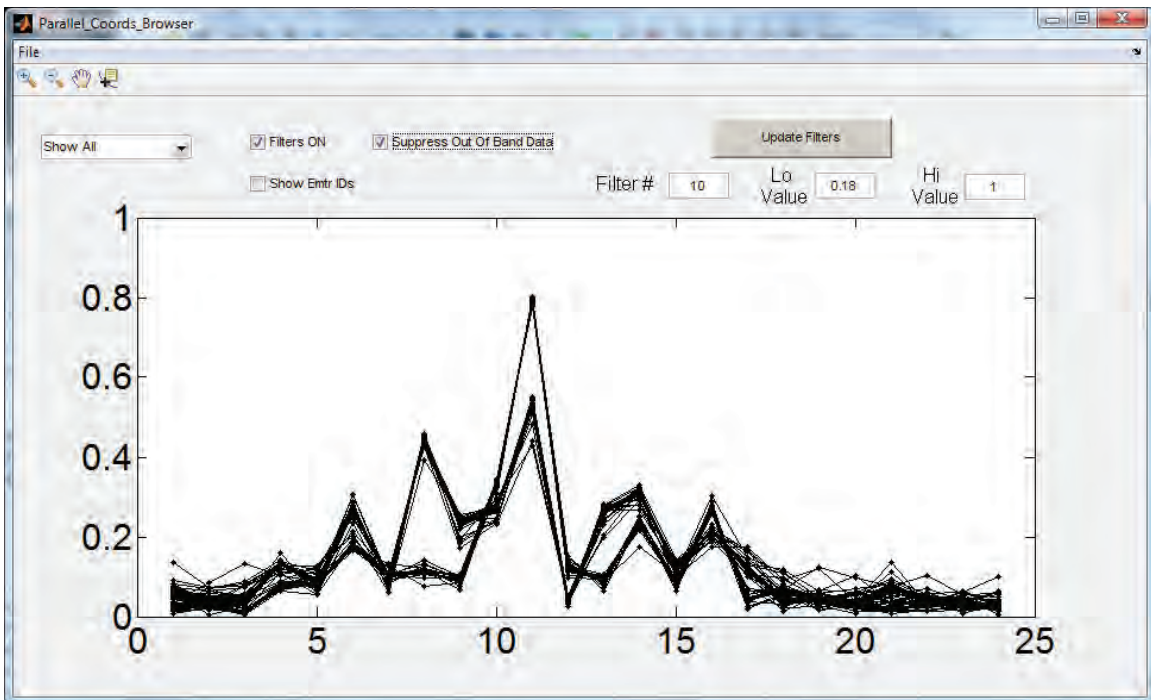 Parallel_Coords_Browser
File
Show All
Filters ON
Suppress Out Of Band Data
Update Filters
Show Emtr IDs
Filter #
10
Lo
Value
0.18
Hi
Value
1
1
0.8
0.6
0.4
0.2
0
0 5 10 15 20 25